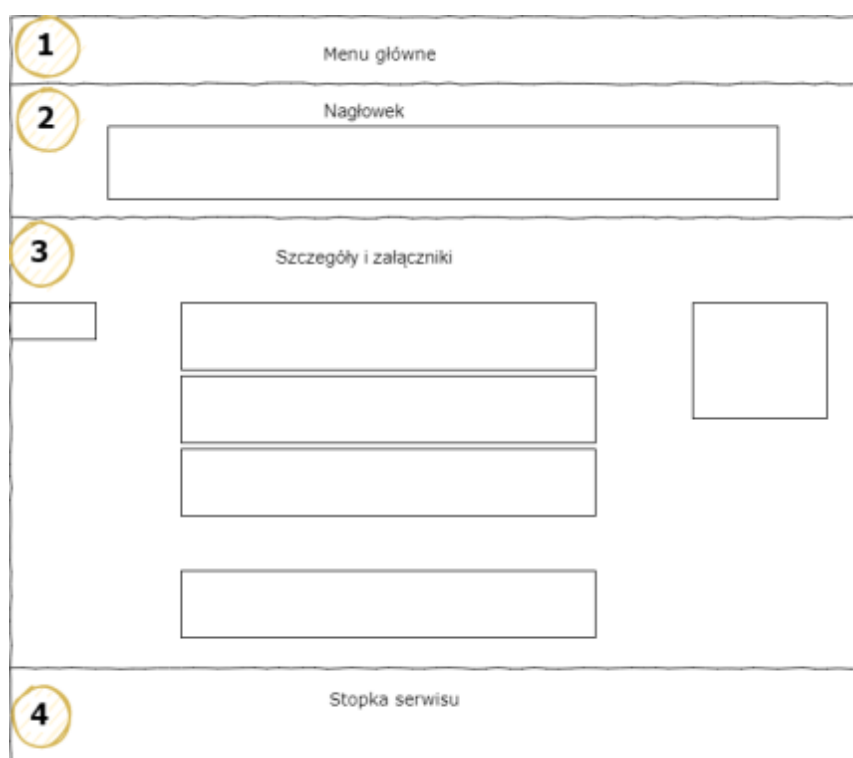 1
Menu główne
2
Nagłowek
3
Szczegóły i załączniki
Stopka serwisu
4